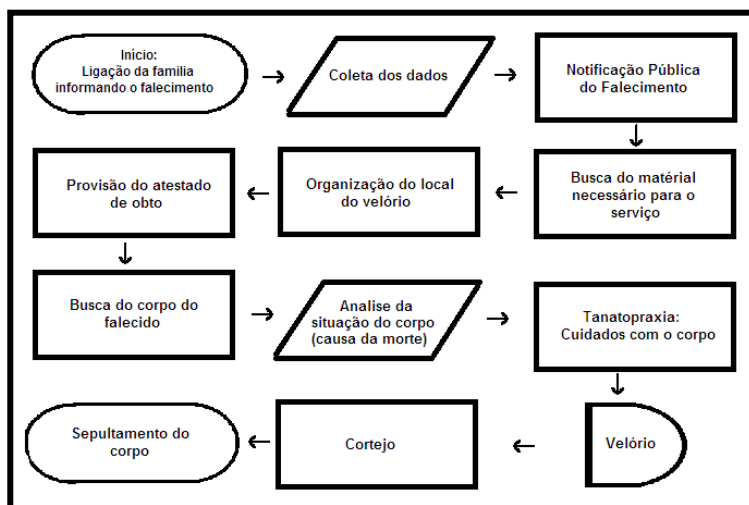 Início:
Ligação da familia
informando o falecimento
Coleta dos dados
Notificação Pública
do Falecimento
Busca do matérial
necessário para o
serviço
Organização do local
do velório
Provisão do atestado
de obto
Busca do corpo do
falecido
Analise da
situação do corpo
(causa da morte)
Tanatopraxia:
Cuidados com o corpo
Velório
Cortejo
Sepultamento do
corpo